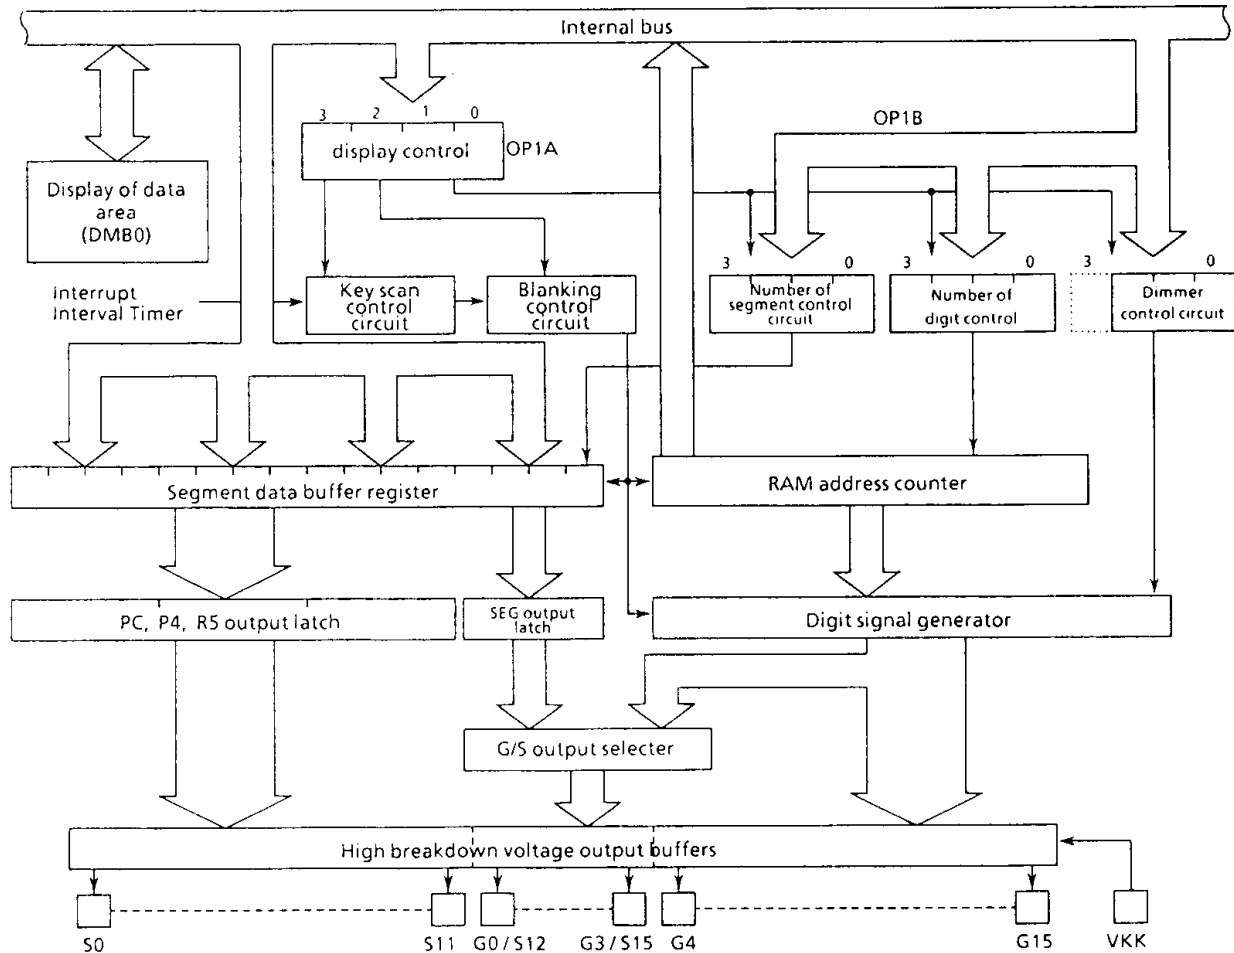 Internal bus
3 2 1 0
display control
OP1A
OP1B
Display of data
area
(DMB0)
3 0
3 0
3 0
Interrupt
Interval Timer
Key scan
control
circuit
Blanking
control
circuit
Number of
segment control
circuit
Number of
digit control
Dimmer
control circuit
Segment data buffer register
RAM address counter
PC, P4, R5 output latch
SEG output
latch
Digit signal generator
G/S output selecter
High breakdown voltage output buffers
S0 S11 G0/S12 G3/S15 G4 G15 VKK